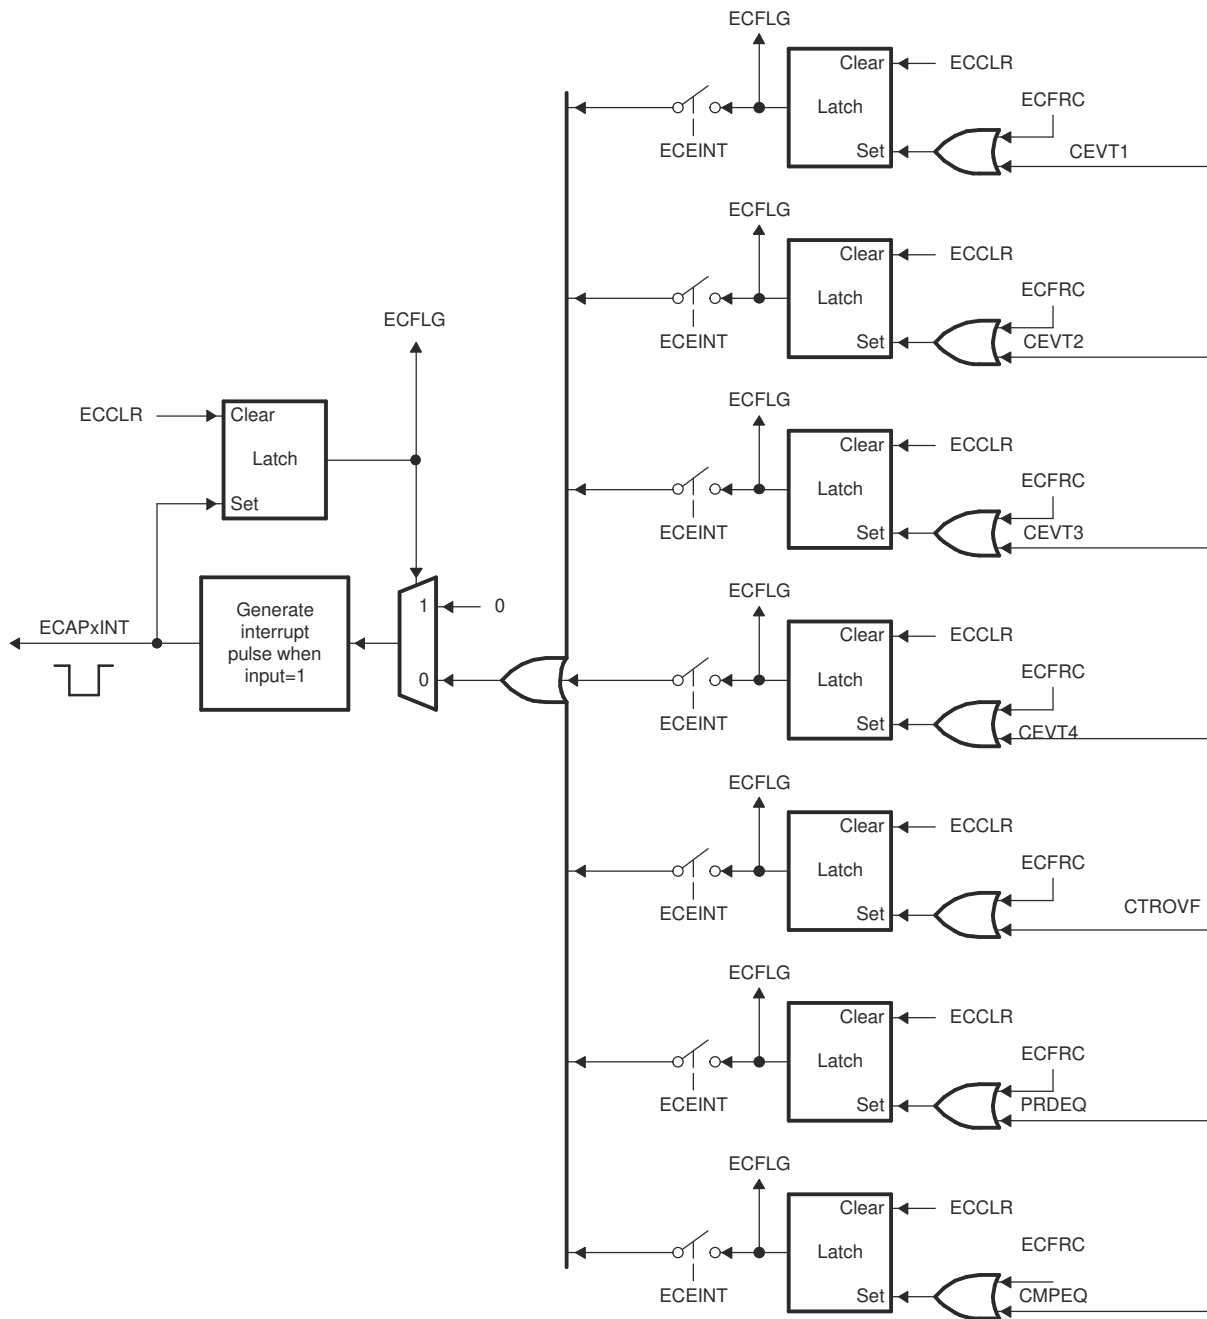 ECFLG
Clear
ECCLR
Latch
ECFRC
Set
CEVT1
ECEINT
ECFLG
Clear
ECCLR
Latch
ECFRC
Set
CEVT2
ECEINT
ECFLG
Clear
ECCLR
Latch
ECFRC
Set
CEVT3
ECEINT
ECFLG
Clear
ECCLR
Latch
ECFRC
Set
CEVT4
ECEINT
ECFLG
Clear
ECCLR
Latch
ECFRC
Set
CTROVF
ECEINT
ECFLG
Clear
ECCLR
Latch
ECFRC
Set
PRDEQ
ECEINT
ECFLG
Clear
ECCLR
Latch
ECFRC
Set
CMPEQ
ECEINT
ECFLG
ECCLR
Clear
Latch
Set
ECAPxINT
Generate
interrupt
pulse when
input=1
1
0
0